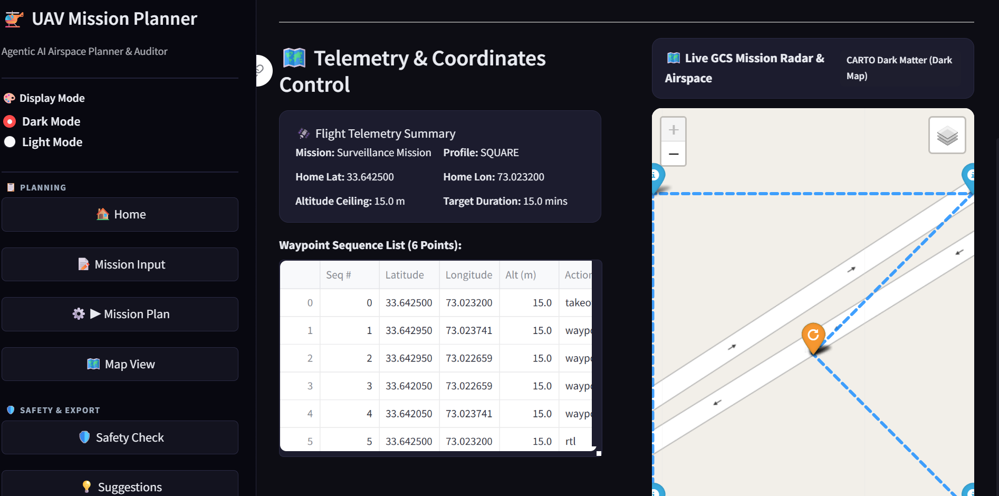 UAV Mission Planner
Agentic AI Airspace Planner & Auditor
Display Mode
Dark Mode
Light Mode
PLANNING
Home
Mission Input
Mission Plan
Map View
SAFETY & EXPORT
Safety Check
Suggestions
Telemetry & Coordinates
Control
Flight Telemetry Summary
Mission: Surveillance Mission Profile: SQUARE
Home Lat: 33.642500 Home Lon: 73.023200
Altitude Ceiling: 15.0 m Target Duration: 15.0 mins
Waypoint Sequence List (6 Points):
Seq # Latitude Longitude Alt (m) Action
0 0 33.642500 73.023200 15.0 takeo
1 1 33.642950 73.023741 15.0 waypo
2 2 33.642950 73.022659 15.0 waypo
3 3 33.642050 73.022659 15.0 waypo
4 4 33.642050 73.023741 15.0 waypo
5 5 33.642500 73.023200 15.0 rtl
Live GCS Mission Radar &
Airspace
CARTO Dark Matter (Dark
Map)
+
−